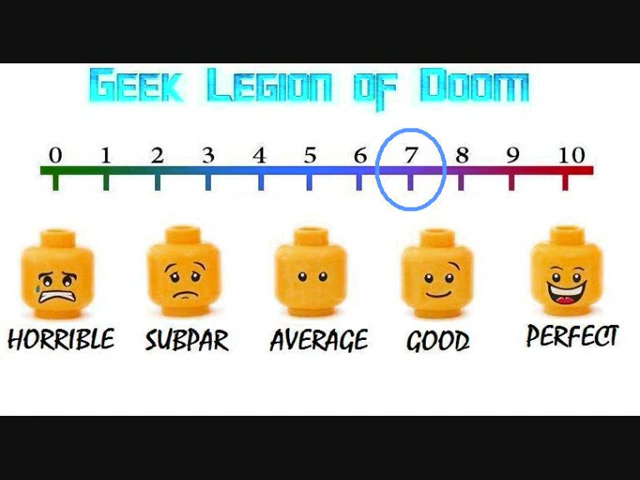 Geek Legion of Doom
0 1 2 3 4 5 6 7 8 9 10
HORRIBLE SUBPAR AVERAGE GOOD PERFECT